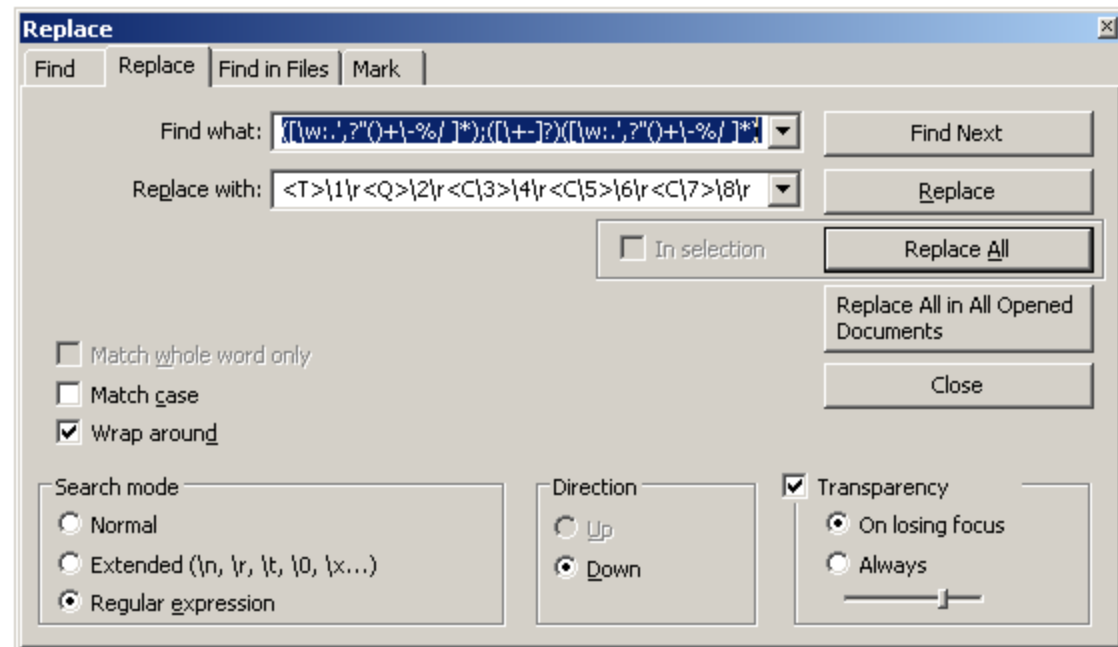 Replace
Find Replace Find in Files Mark
Find what: ([\w:.',?"()+\-%/ ]*);([\+-]?)([\w:.',?"()+\-%/ ]*) Find Next
Replace with: <T>\1\r<Q>\2\r<C\3>\4\r<C\5>\6\r<C\7>\8\r Replace
In selection Replace All
Replace All in All Opened
Documents
Match whole word only
Match case Close
Wrap around
Search mode Direction Transparency
Normal Up On losing focus
Extended (\n, \r, \t, \0, \x...) Down Always
Regular expression